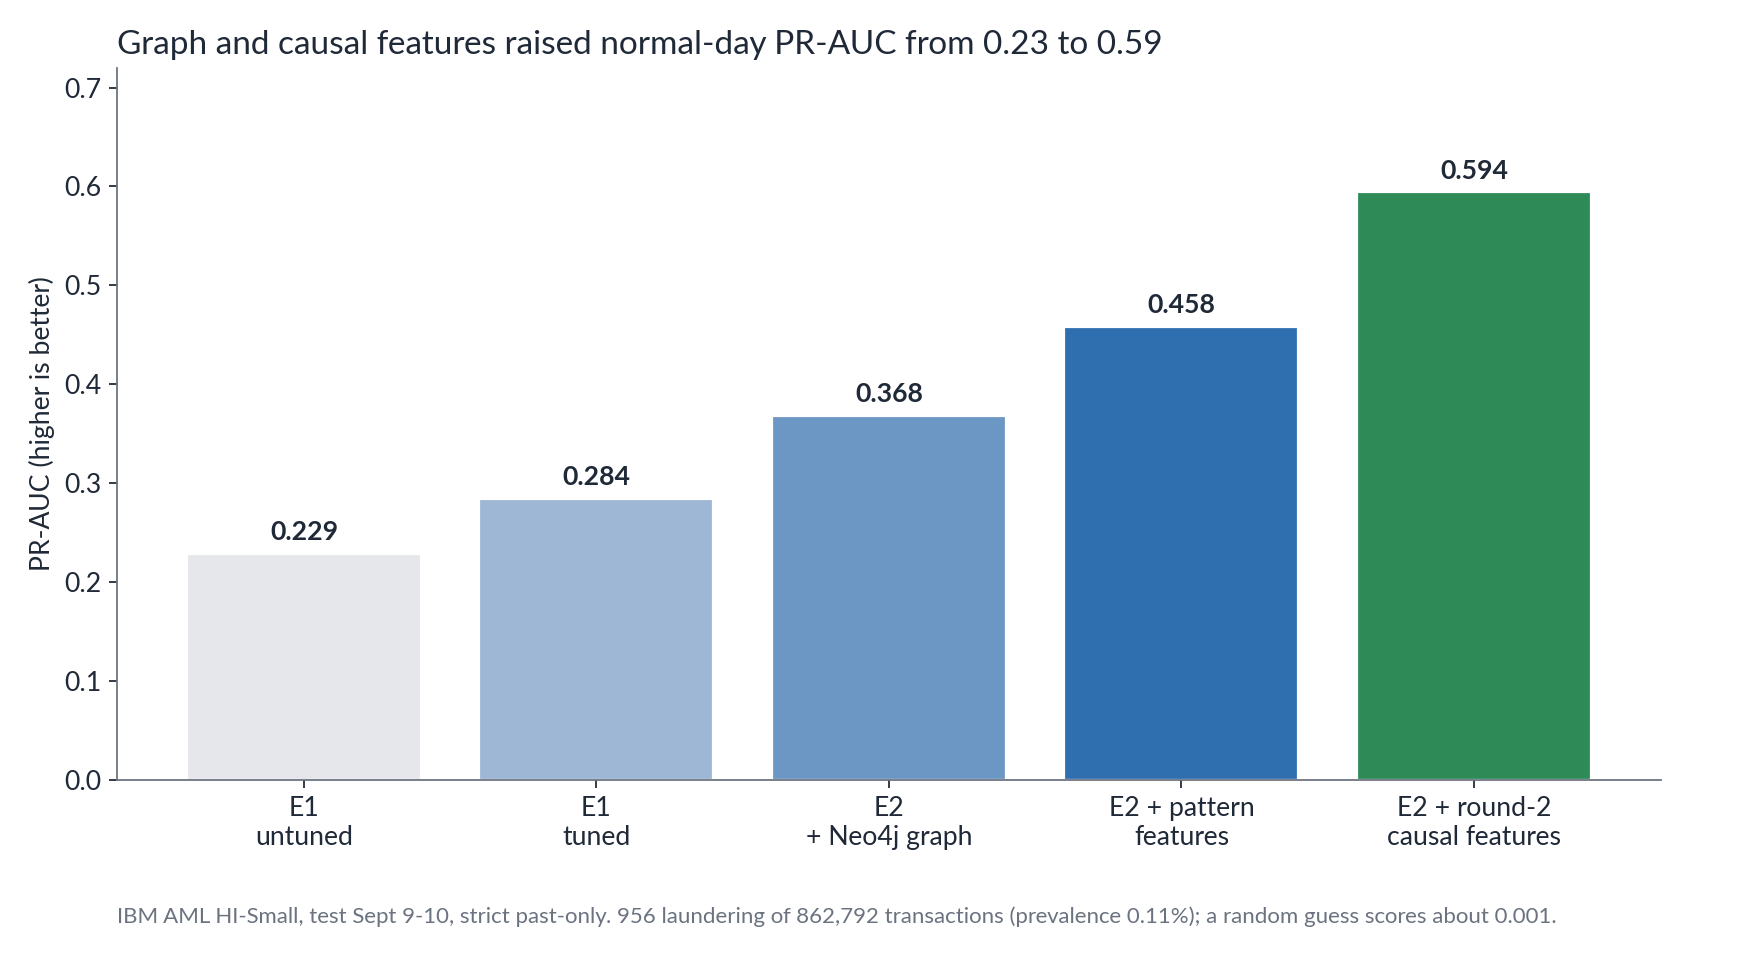 Graph and causal features raised normal-day PR-AUC from 0.23 to 0.59
PR-AUC (higher is better)
0.7
0.6
0.5
0.4
0.3
0.2
0.1
0.0
0.229
0.284
0.368
0.458
0.594
E1
untuned
E1
tuned
E2
+ Neo4j graph
E2 + pattern
features
E2 + round-2
causal features
IBM AML HI-Small, test Sept 9-10, strict past-only. 956 laundering of 862,792 transactions (prevalence 0.11%); a random guess scores about 0.001.